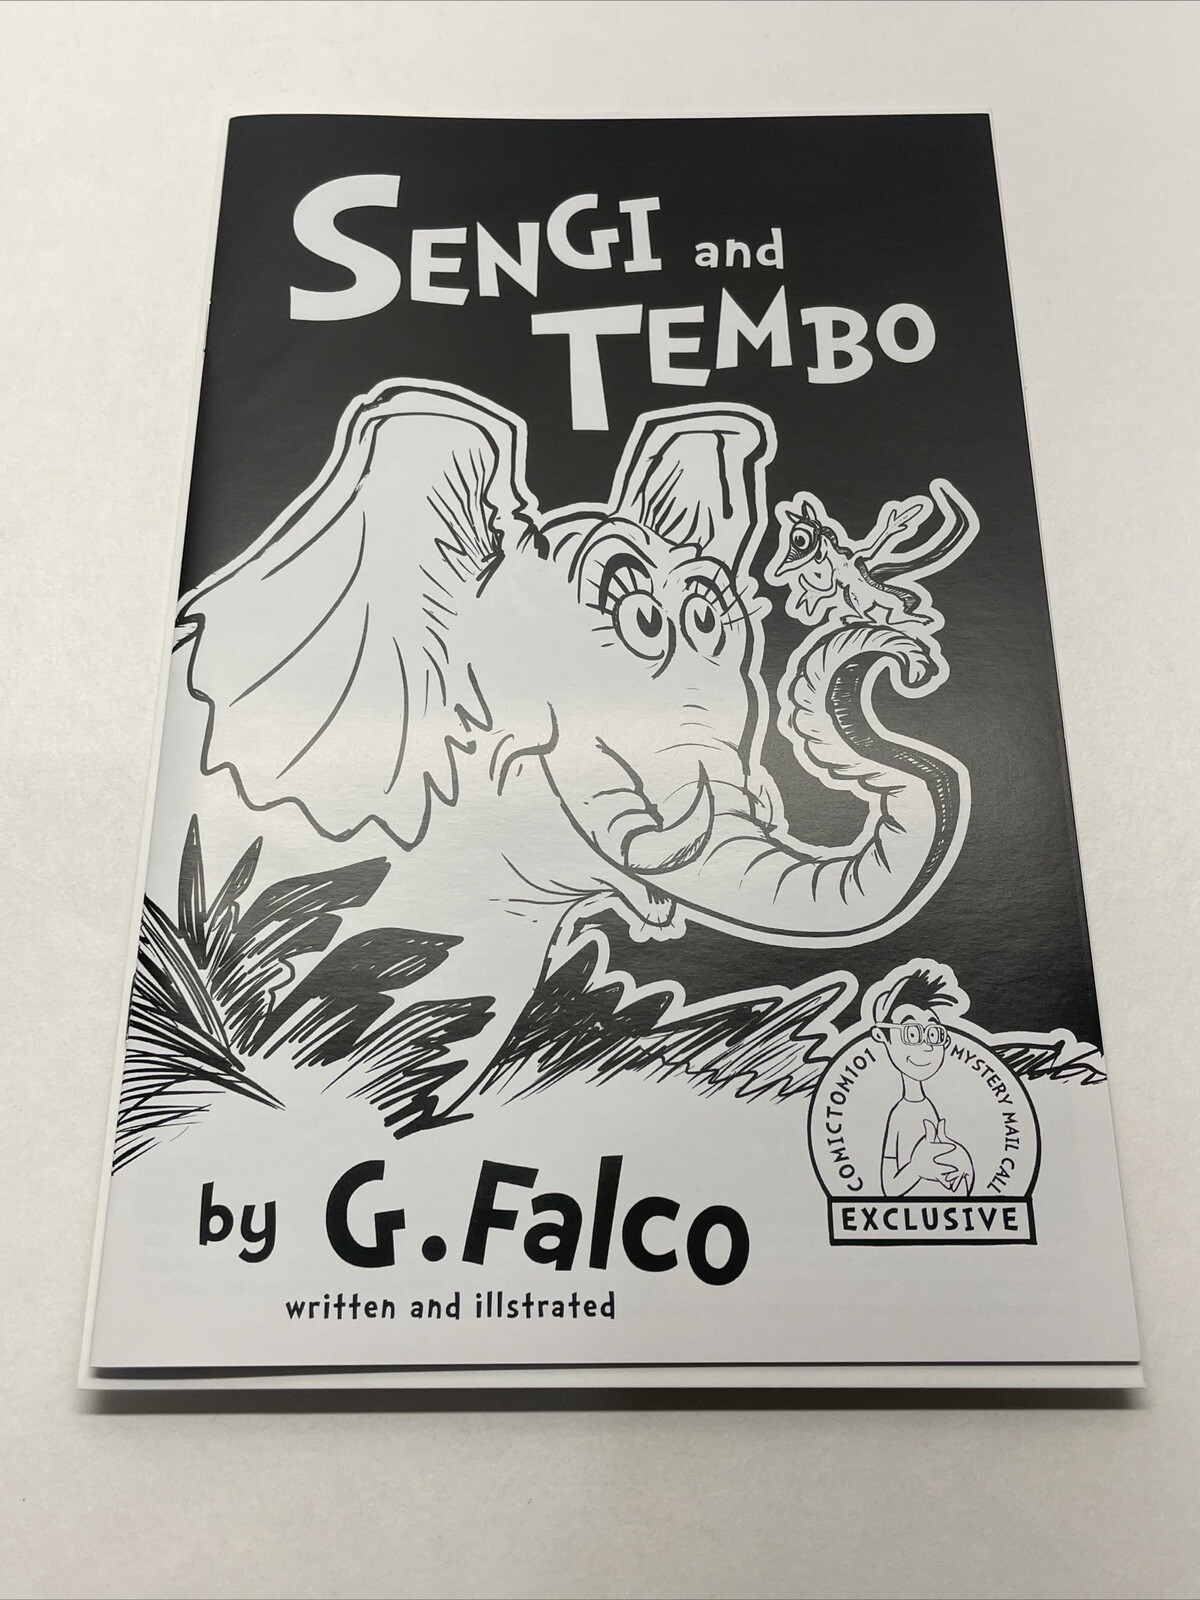 SENGI and
TEMBO
COMICTOM101 MYSTERY MAIL CALL
EXCLUSIVE
by G.Falco
written and illstrated